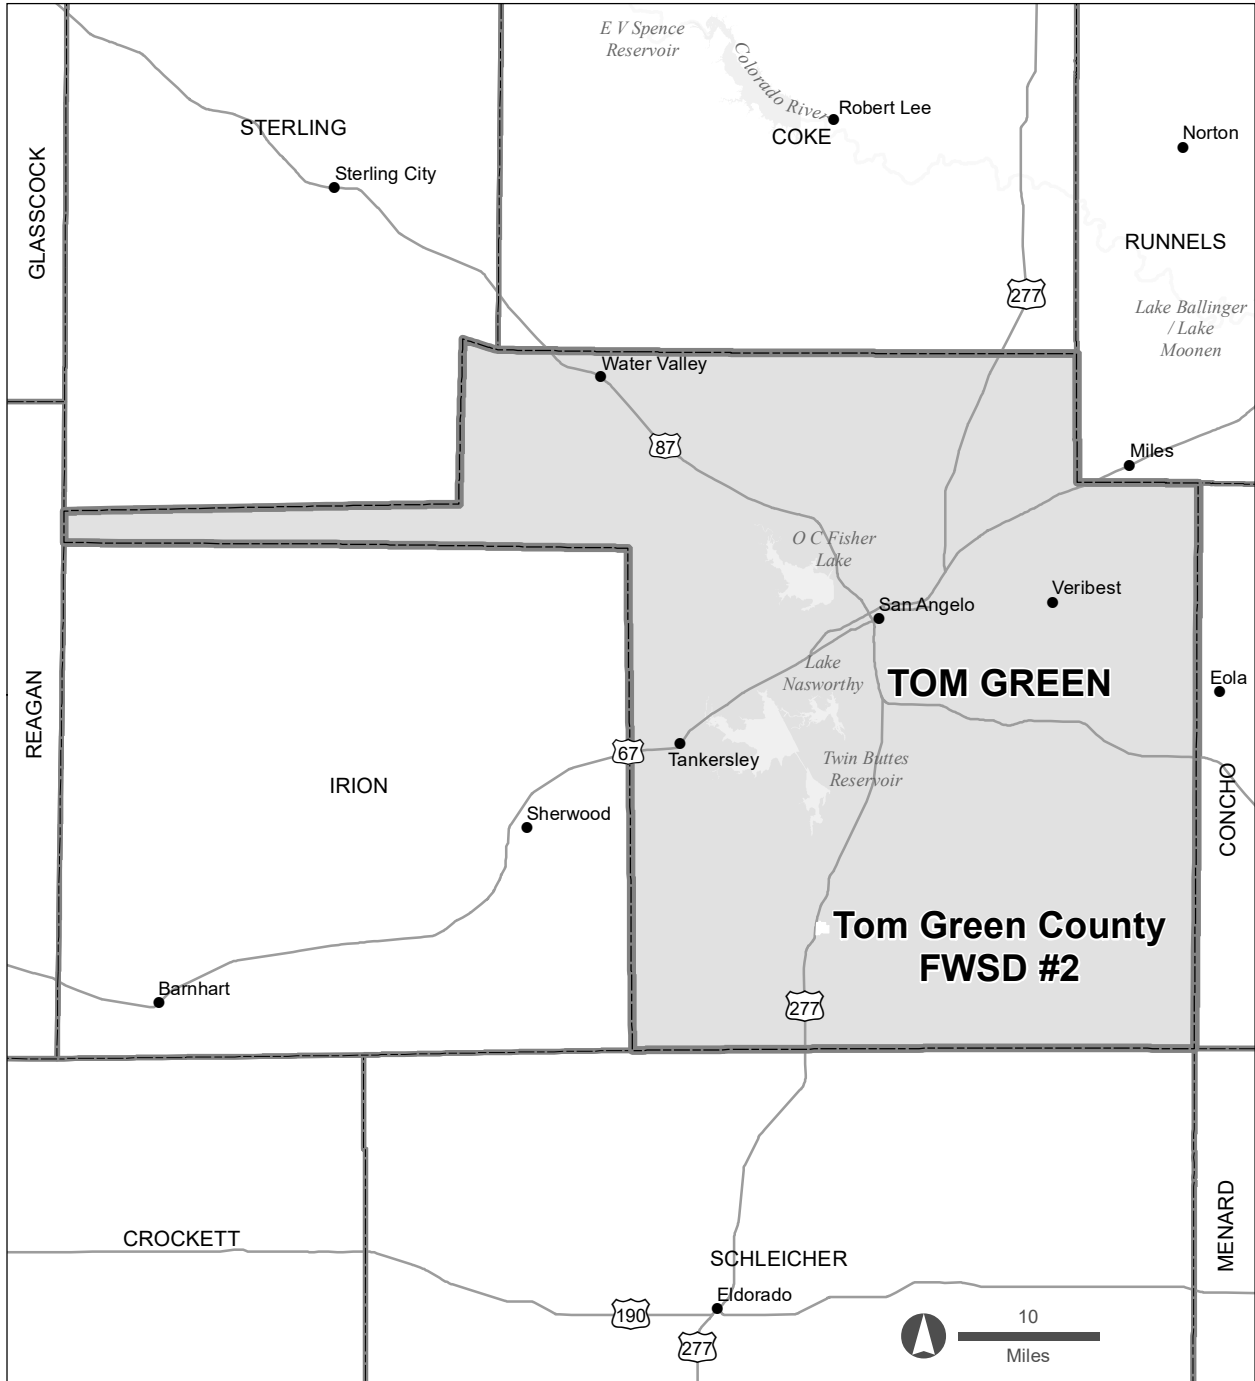 E V Spence
Reservoir
Colorado River
Robert Lee
COKE
STERLING
Sterling City
Norton
GLASSCOCK
RUNNELS
277
Lake Ballinger
/ Lake
Moonen
Water Valley
87
Miles
O C Fisher
Lake
San Angelo
Veribest
Lake
Nasworthy
TOM GREEN
Eola
REAGAN
67
Tankersley
Twin Buttes
Reservoir
IRION
Sherwood
CONCHO
Tom Green County
FWSD #2
Barnhart
277
CROCKETT
SCHLEICHER
MENARD
Eldorado
190
277
10
Miles